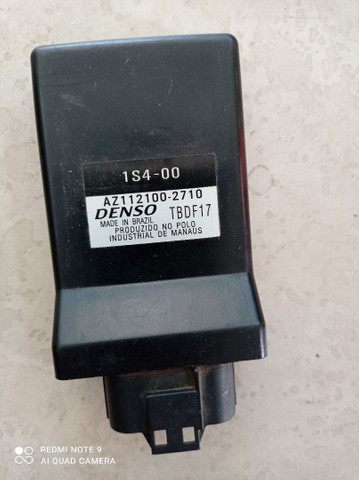 1S4-00
AZ112100-2710
DENSO TBDF17
MADE IN BRAZIL
PRODUZIDO NO POLO
INDUSTRIAL DE MANAUS
REDMI NOTE 9
AI QUAD CAMERA